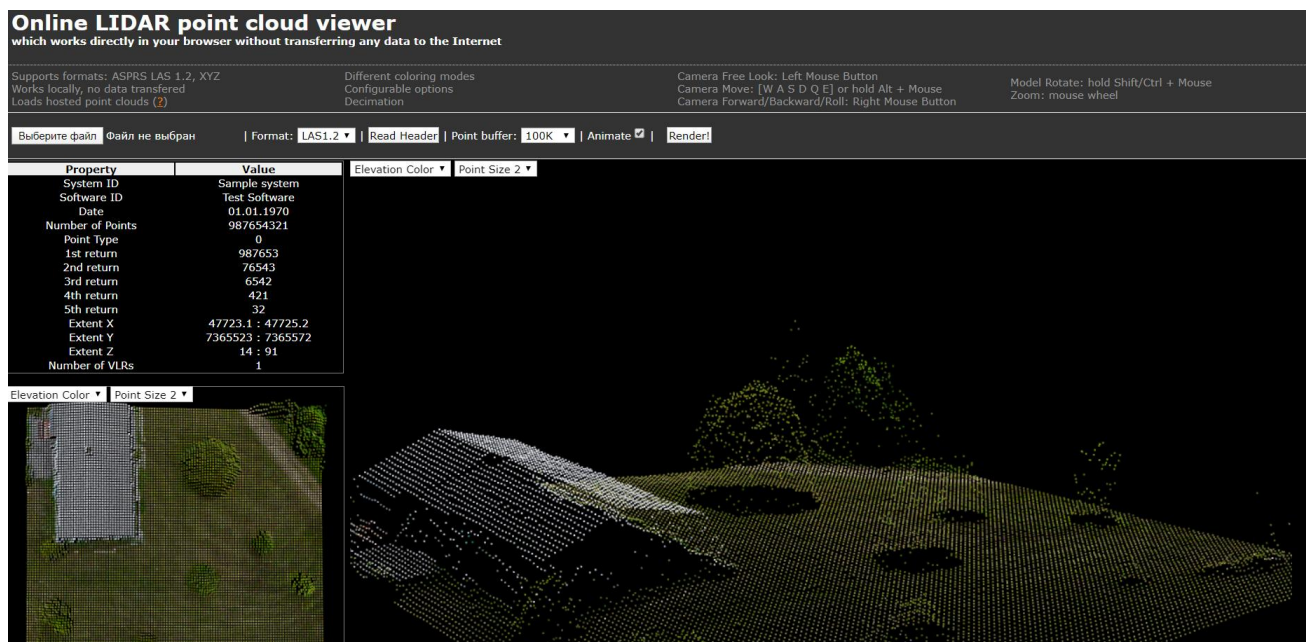 Online LIDAR point cloud viewer
which works directly in your browser without transferring any data to the Internet
Supports formats: ASPRS LAS 1.2, XYZ
Works locally, no data transfered
Loads hosted point clouds (?)
Different coloring modes
Configurable options
Decimation
Camera Free Look: Left Mouse Button
Camera Move: [W A S D Q E] or hold Alt + Mouse
Camera Forward/Backward/Roll: Right Mouse Button
Model Rotate: hold Shift/Ctrl + Mouse
Zoom: mouse wheel
Выберите файл Файл не выбран | Format: LAS1.2 | Read Header | Point buffer: 100K | Animate | Render!
Property Value
System ID Sample system
Software ID Test Software
Date 01.01.1970
Number of Points 987654321
Point Type 0
1st return 987653
2nd return 76543
3rd return 6542
4th return 421
5th return 32
Extent X 47723.1 : 47725.2
Extent Y 7365523 : 7365572
Extent Z 14 : 91
Number of VLRs 1
Elevation Color Point Size 2
Elevation Color Point Size 2